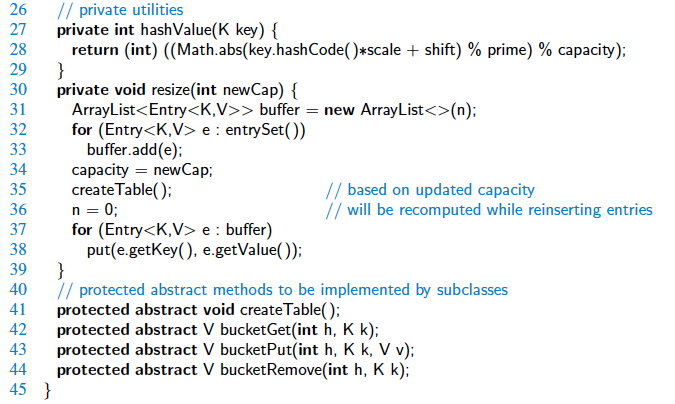 26 // private utilities
27 private int hashValue(K key) {
28 return (int) ((Math.abs(key.hashCode()*scale + shift) % prime) % capacity);
29 }
30 private void resize(int newCap) {
31 ArrayList<Entry<K,V>> buffer = new ArrayList<>(n);
32 for (Entry<K,V> e : entrySet())
33 buffer.add(e);
34 capacity = newCap;
35 createTable(); // based on updated capacity
36 n = 0; // will be recomputed while reinserting entries
37 for (Entry<K,V> e : buffer)
38 put(e.getKey(), e.getValue());
39 }
40 // protected abstract methods to be implemented by subclasses
41 protected abstract void createTable();
42 protected abstract V bucketGet(int h, K k);
43 protected abstract V bucketPut(int h, K k, V v);
44 protected abstract V bucketRemove(int h, K k);
45 }